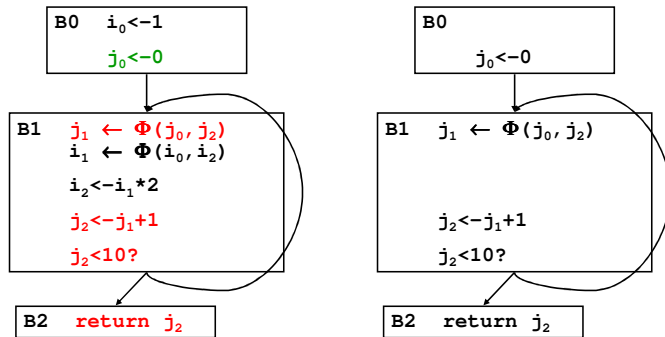 B0 i₀<-1
j₀<-0
B1 j₁ ← Φ(j₀,j₂)
i₁ ← Φ(i₀,i₂)
i₂<-i₁*2
j₂<-j₁+1
j₂<10?
B2 return j₂
B0
j₀<-0
B1 j₁ ← Φ(j₀,j₂)
j₂<-j₁+1
j₂<10?
B2 return j₂